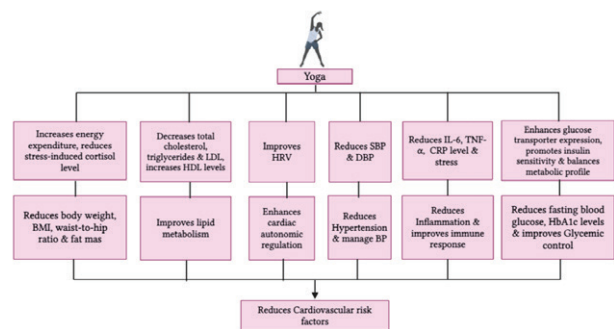 Yoga
Increases energy
expenditure, reduces
stress-induced cortisol
level
Decreases total
cholesterol,
triglycerides & LDL,
increases HDL levels
Improves
HRV
Reduces SBP
& DBP
Reduces IL-6, TNF-
α, CRP level &
stress
Enhances glucose
transporter expression,
promotes insulin
sensitivity & balances
metabolic profile
Reduces body weight,
BMI, waist-to-hip
ratio & fat mas
Improves lipid
metabolism
Enhances
cardiac
autonomic
regulation
Reduces
Hypertension
& manage BP
Reduces
Inflammation &
improves immune
response
Reduces fasting blood
glucose, HbA1c levels
& improves Glycemic
control
Reduces Cardiovascular risk
factors